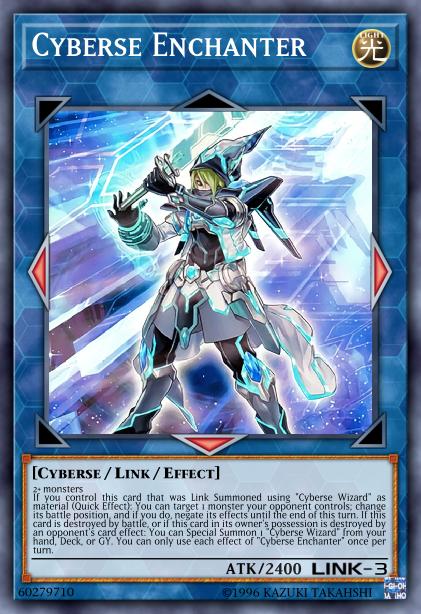 CYBERSE ENCHANTER
LIGHT
光
[CYBERSE / LINK / EFFECT]
2+ monsters
If you control this card that was Link Summoned using "Cyberse Wizard" as
material (Quick Effect): You can target 1 monster your opponent controls; change
its battle position, and if you do, negate its effects until the end of this turn. If this
card is destroyed by battle, or if this card in its owner's possession is destroyed by
an opponent's card effect: You can Special Summon 1 "Cyberse Wizard" from your
hand, Deck, or GY. You can only use each effect of "Cyberse Enchanter" once per
turn.
ATK/2400 LINK-3
60279710
©1996 KAZUKI TAKAHSHI